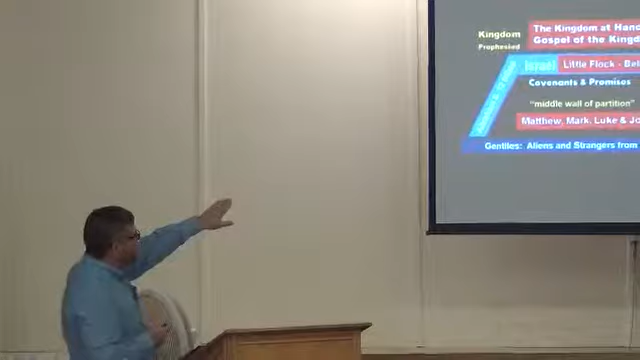 Kingdom
Prophesied
The Kingdom at Hand
Gospel of the Kingd
Israel
Little Flock - Bel
Covenants & Promises
"middle wall of partition"
Matthew, Mark, Luke & Jo
Gentiles: Aliens and Strangers from